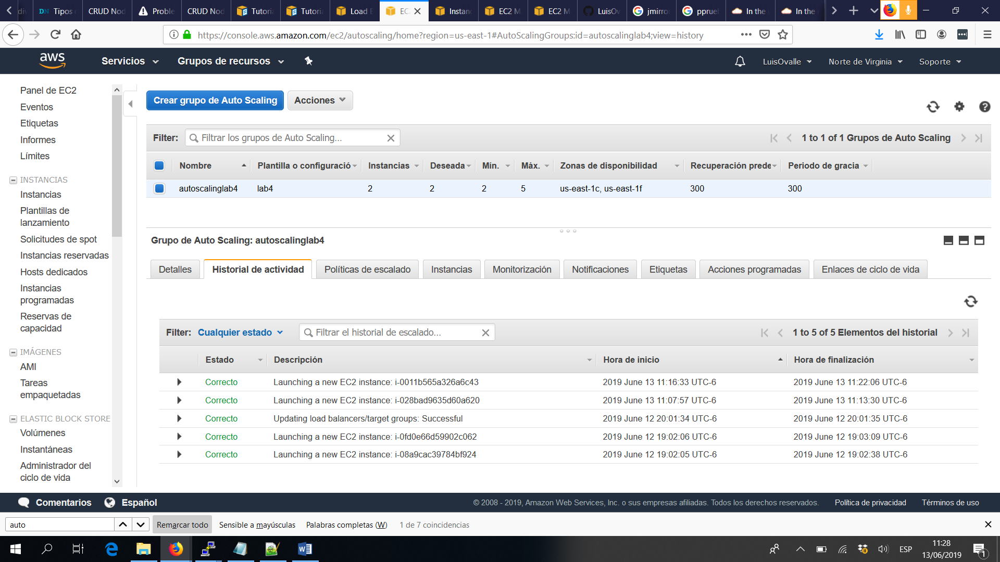 Tipos
CRUD Nod
Proble
CRUD Nod
Tutoria
Tutoria
Load
EC
Instanc
EC2 M
EC2 M
LuisOv
jmirro
pprueb
In the
In the
https://console.aws.amazon.com/ec2/autoscaling/home?region=us-east-1#AutoScalingGroups:id=autoscalinglab4;view=history
aws
Servicios
Grupos de recursos
LuisOvalle
Norte de Virginia
Soporte
Panel de EC2
Eventos
Etiquetas
Informes
Límites
INSTANCIAS
Instancias
Plantillas de
lanzamiento
Solicitudes de spot
Instancias reservadas
Hosts dedicados
Instancias
programadas
Reservas de
capacidad
IMÁGENES
AMI
Tareas
empaquetadas
ELASTIC BLOCK STORE
Volúmenes
Instantáneas
Administrador del
ciclo de vida
Crear grupo de Auto Scaling
Acciones
Filter:
Filtrar los grupos de Auto Scaling...
1 to 1 of 1 Grupos de Auto Scaling
Nombre Plantilla o configuració Instancias Deseada Mín. Máx. Zonas de disponibilidad Recuperación prede Periodo de gracia
autoscalinglab4 lab4 2 2 2 5 us-east-1c, us-east-1f 300 300
Grupo de Auto Scaling: autoscalinglab4
Detalles Historial de actividad Políticas de escalado Instancias Monitorización Notificaciones Etiquetas Acciones programadas Enlaces de ciclo de vida
Filter: Cualquier estado
Filtrar el historial de escalado...
1 to 5 of 5 Elementos del historial
Estado Descripción Hora de inicio Hora de finalización
Correcto Launching a new EC2 instance: i-0011b565a326a6c43 2019 June 13 11:16:33 UTC-6 2019 June 13 11:22:06 UTC-6
Correcto Launching a new EC2 instance: i-028bad9635d60a620 2019 June 13 11:07:57 UTC-6 2019 June 13 11:13:30 UTC-6
Correcto Updating load balancers/target groups: Successful 2019 June 12 20:01:34 UTC-6 2019 June 12 20:01:35 UTC-6
Correcto Launching a new EC2 instance: i-0fd0e66d59902c062 2019 June 12 19:02:06 UTC-6 2019 June 12 19:03:09 UTC-6
Correcto Launching a new EC2 instance: i-08a9cac39784bf924 2019 June 12 19:02:05 UTC-6 2019 June 12 19:02:38 UTC-6
Comentarios
Español
© 2008 - 2019, Amazon Web Services, Inc. o sus empresas afiliadas. Todos los derechos reservados.
Política de privacidad
Términos de uso
auto
Remarcar todo
Sensible a mayúsculas
Palabras completas (W)
1 de 7 coincidencias
ESP
11:28
13/06/2019
1